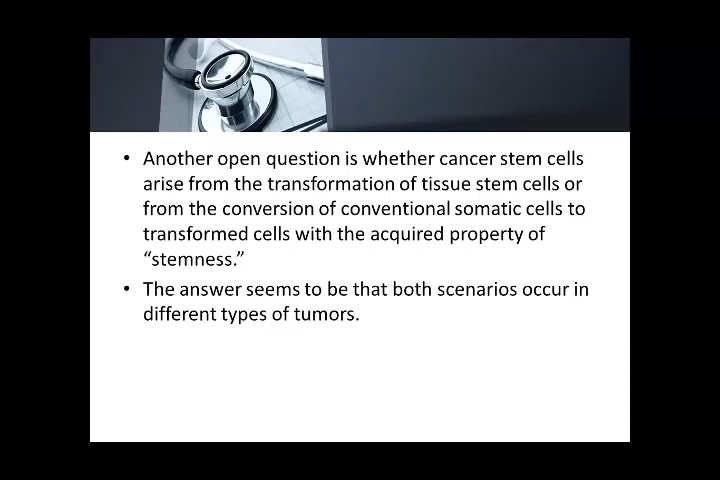 • Another open question is whether cancer stem cells
arise from the transformation of tissue stem cells or
from the conversion of conventional somatic cells to
transformed cells with the acquired property of
“stemness.”
• The answer seems to be that both scenarios occur in
different types of tumors.